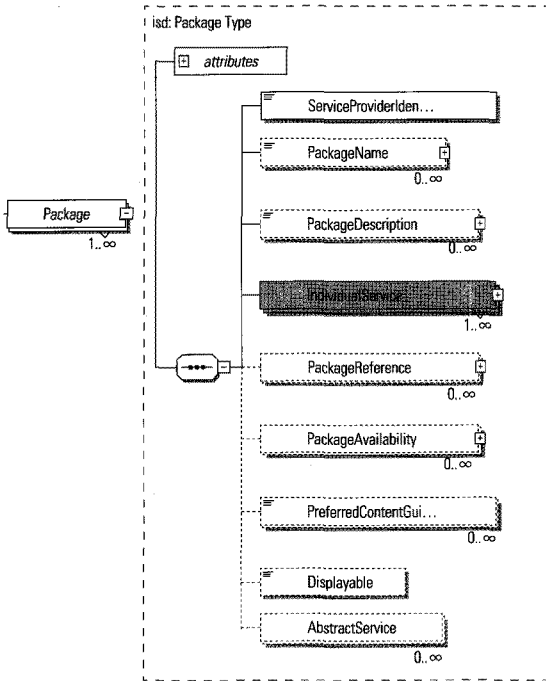 isd: Package Type
attributes
ServiceProviderIden...
PackageName
0..∞
Package
1..∞
PackageDescription
0..∞
IndividualService
1..∞
PackageReference
0..∞
PackageAvailability
0..∞
PreferredContentGui...
0..∞
Displayable
AbstractService
0..∞